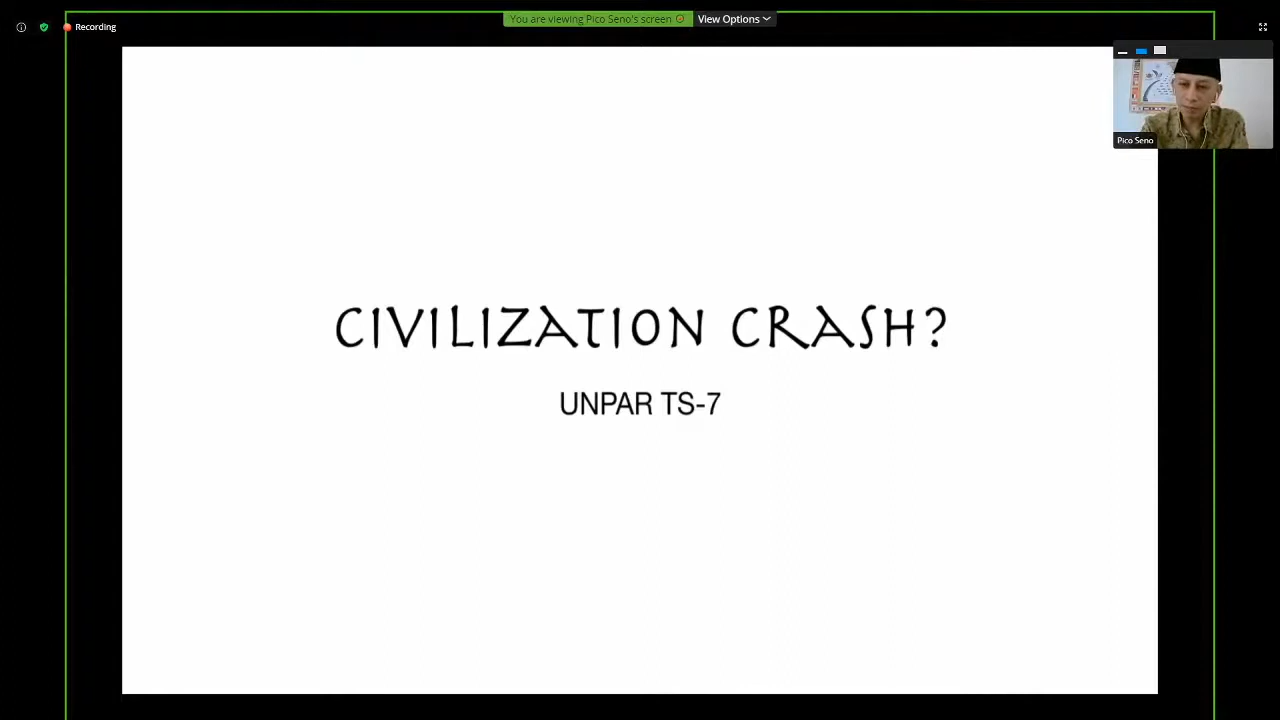 You are viewing Pico Seno's screen
View Options
Recording
Pico Seno
CIVILIZATION CRASH?
UNPAR TS-7